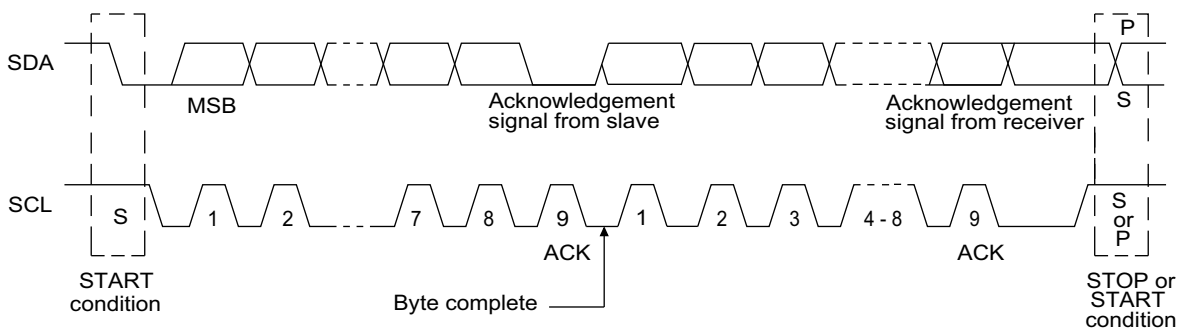 P
SDA
MSB
Acknowledgement
signal from slave
Acknowledgement
signal from receiver
S
SCL
S
1
2
7
8
9
1
2
3
4 - 8
9
S
or
P
ACK
ACK
START
condition
Byte complete
STOP or
START
condition